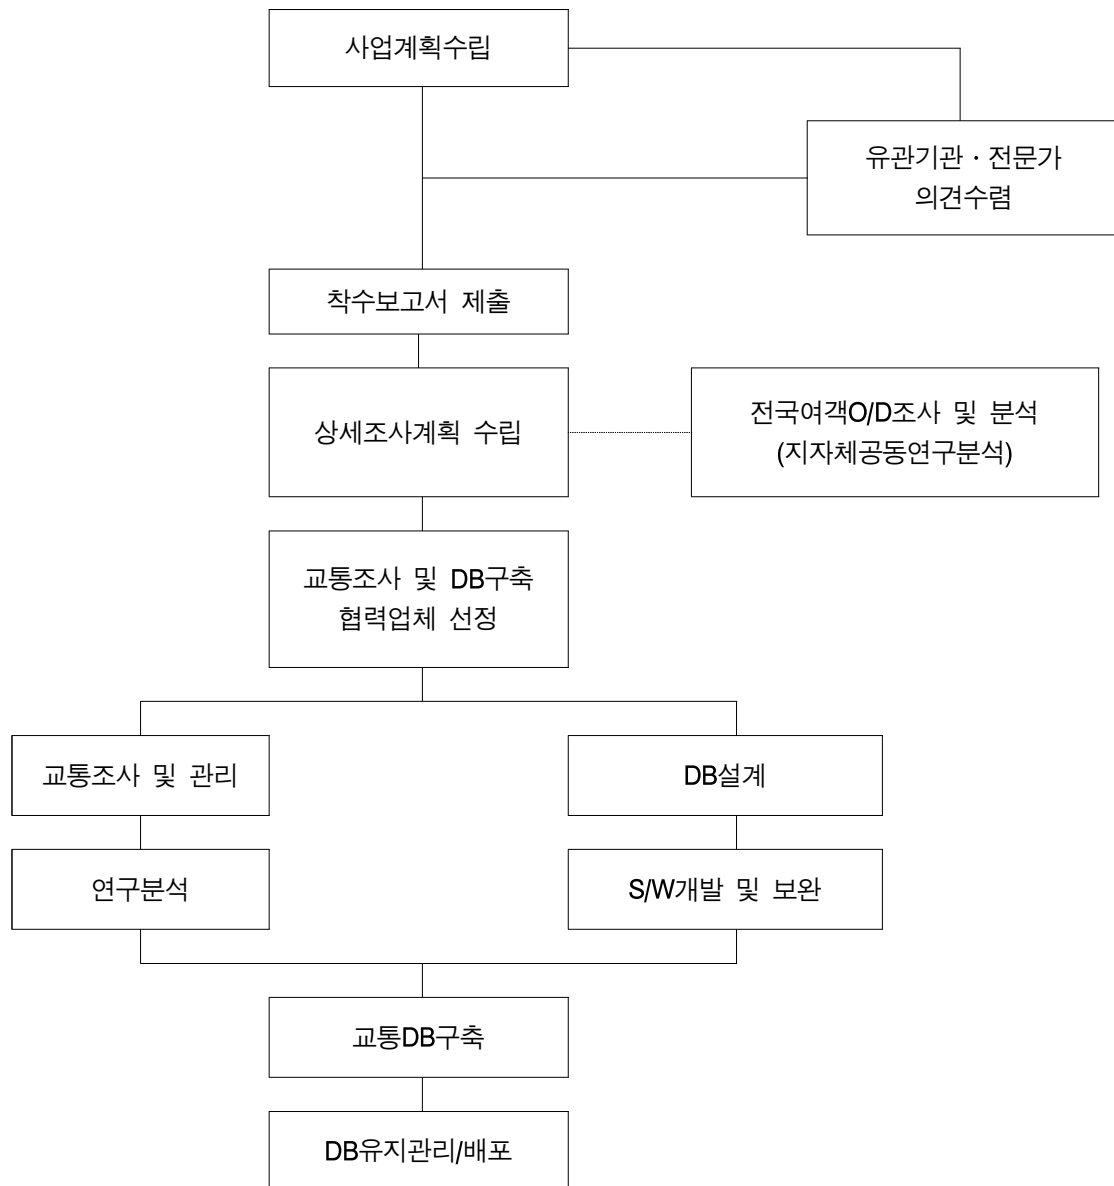 사업계획수립
유관기관 · 전문가
의견수렴
착수보고서 제출
상세조사계획 수립
전국여객O/D조사 및 분석
(지자체공동연구분석)
교통조사 및 DB구축
협력업체 선정
교통조사 및 관리
DB설계
연구분석
S/W개발 및 보완
교통DB구축
DB유지관리/배포